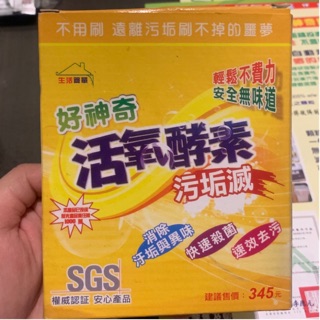 不用刷 遠離污垢刷不掉的噩夢
生活菁華
輕鬆不費力
安全無味道
好神奇
活氧酵素
污垢滅
消除
汙垢與異味
快速殺菌
速效去污
SGS
權威認証 安心產品
建議售價：345元